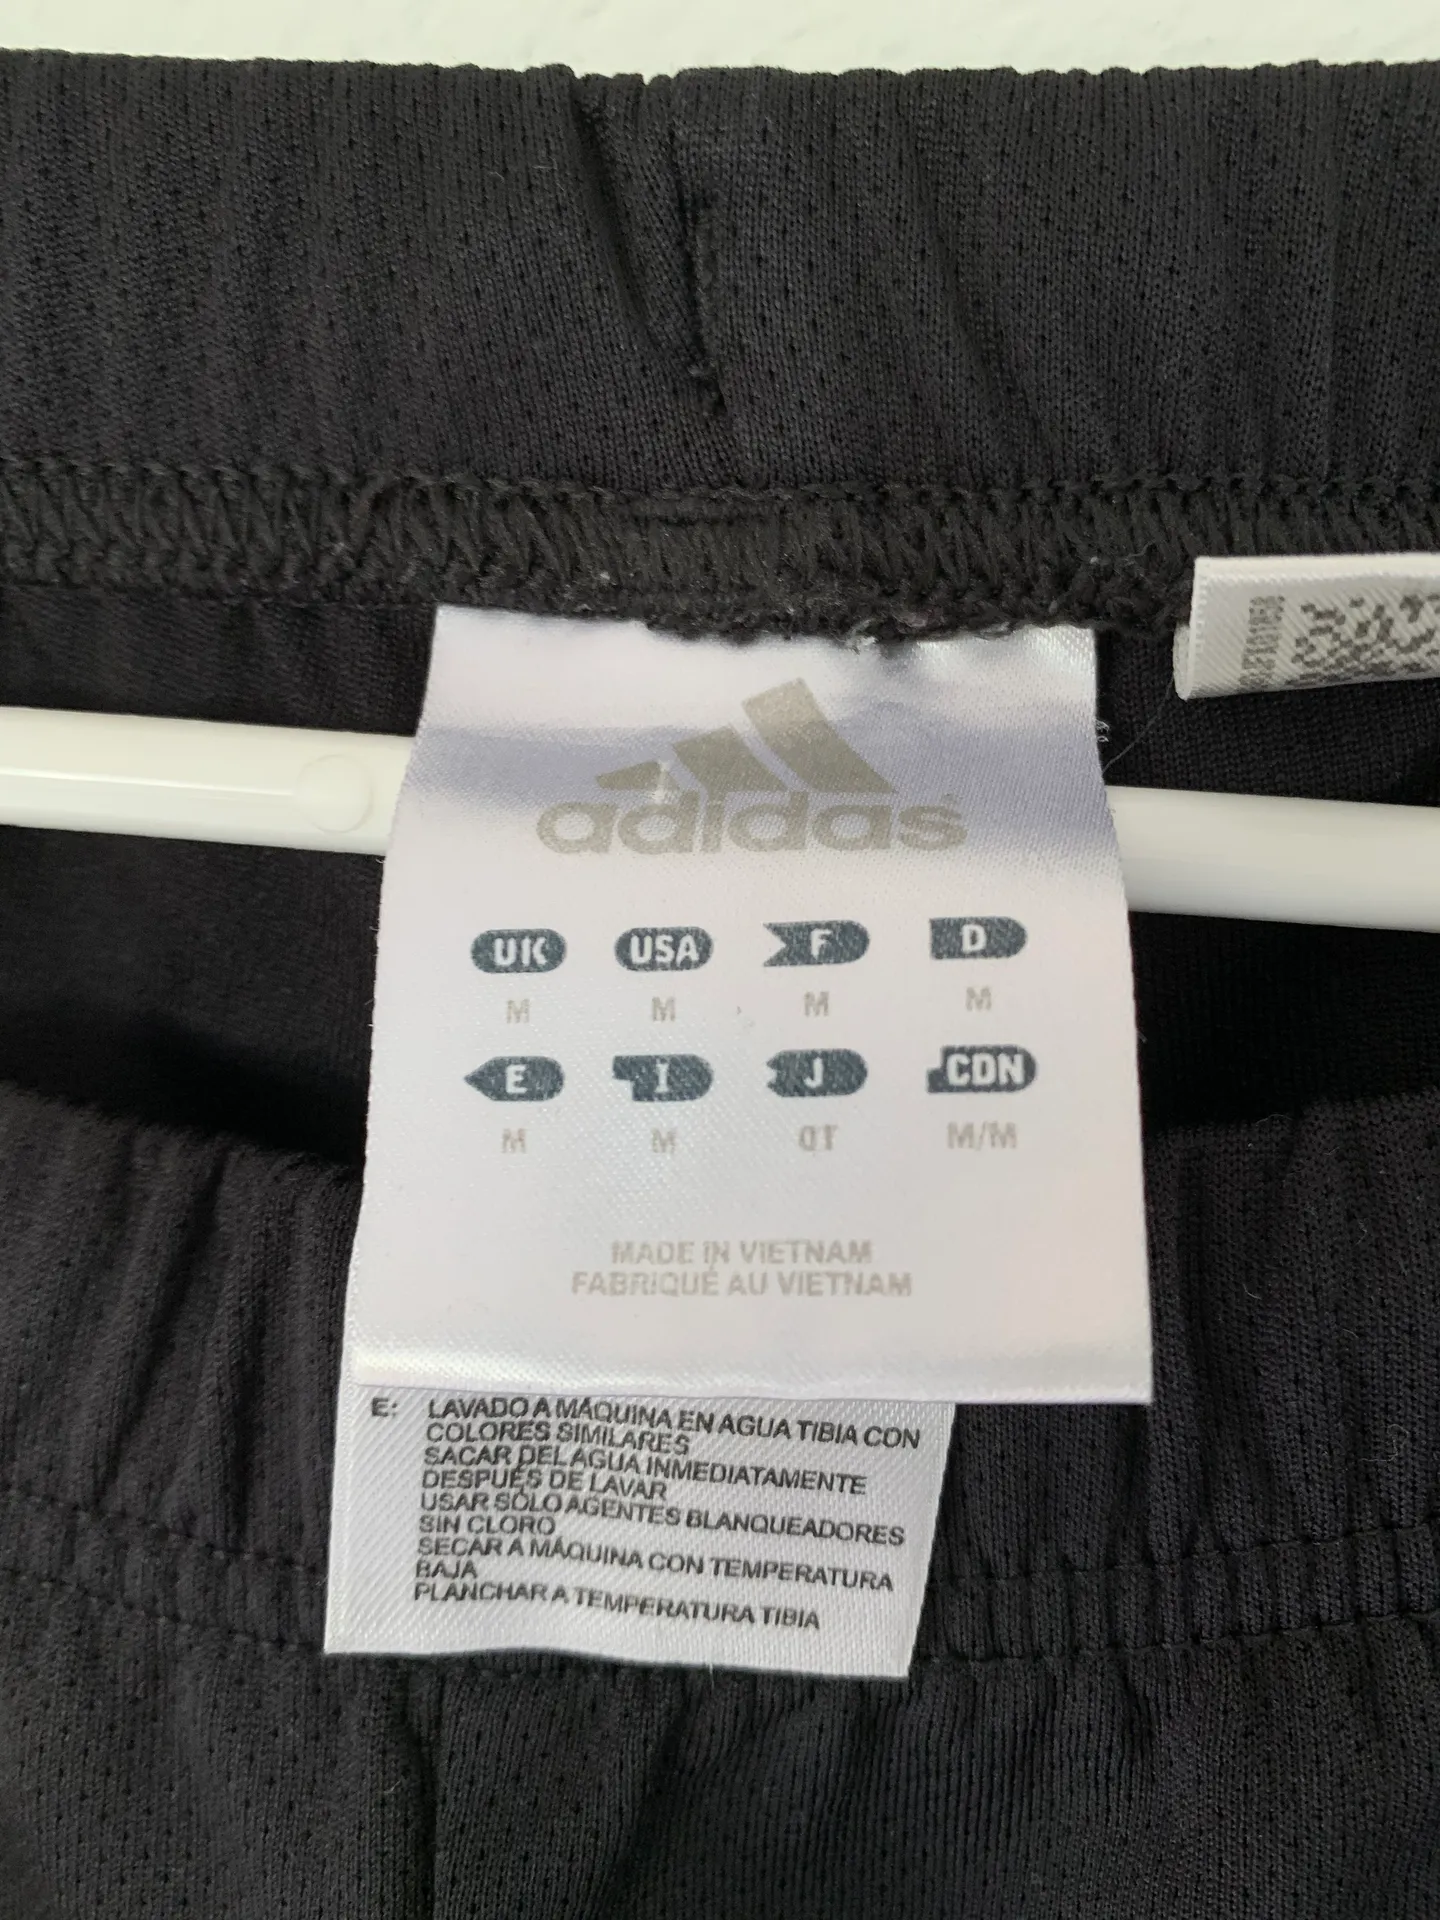 adidas
UK USA F D
M M M M
E I J CDN
M M OT M/M
MADE IN VIETNAM
FABRIQUÉ AU VIETNAM
E: LAVADO A MÁQUINA EN AGUA TIBIA CON
COLORES SIMILARES
SACAR DEL AGUA INMEDIATAMENTE
DESPUÉS DE LAVAR
USAR SÓLO AGENTES BLANQUEADORES
SIN CLORO
SECAR A MÁQUINA CON TEMPERATURA
BAJA
PLANCHAR A TEMPERATURA TIBIA